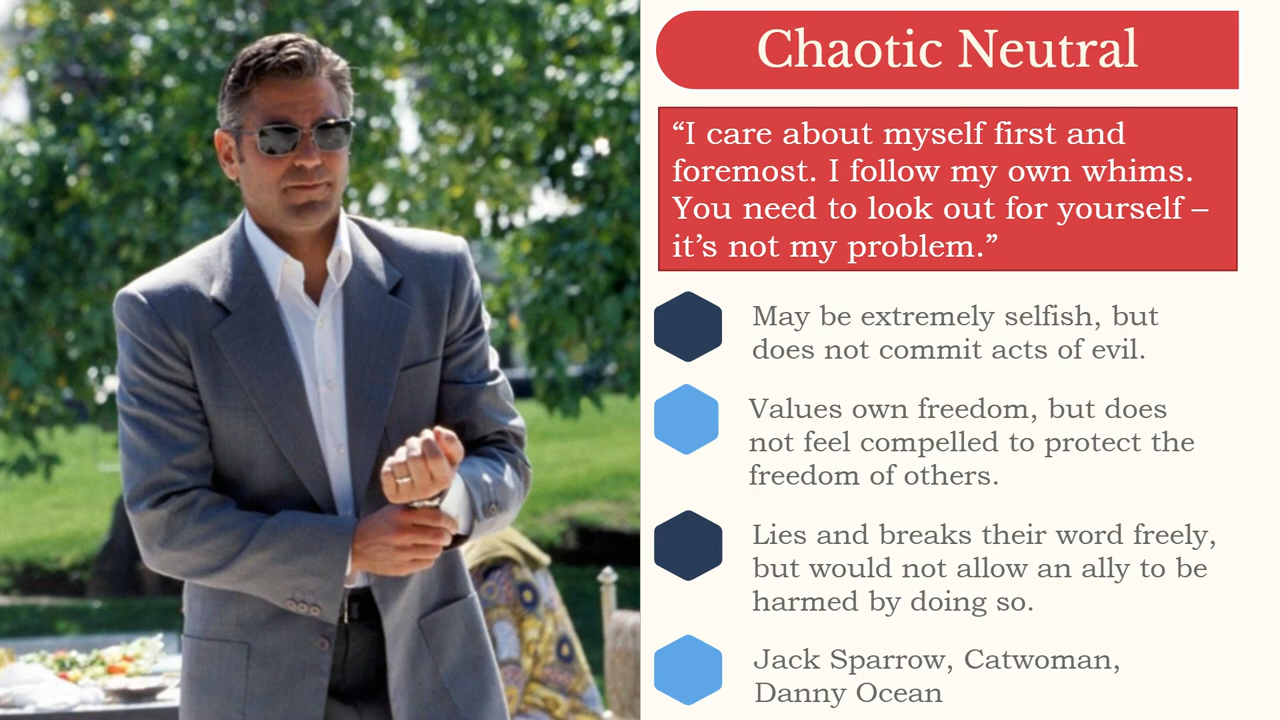 Chaotic Neutral
“I care about myself first and
foremost. I follow my own whims.
You need to look out for yourself –
it’s not my problem.”
May be extremely selfish, but
does not commit acts of evil.
Values own freedom, but does
not feel compelled to protect the
freedom of others.
Lies and breaks their word freely,
but would not allow an ally to be
harmed by doing so.
Jack Sparrow, Catwoman,
Danny Ocean